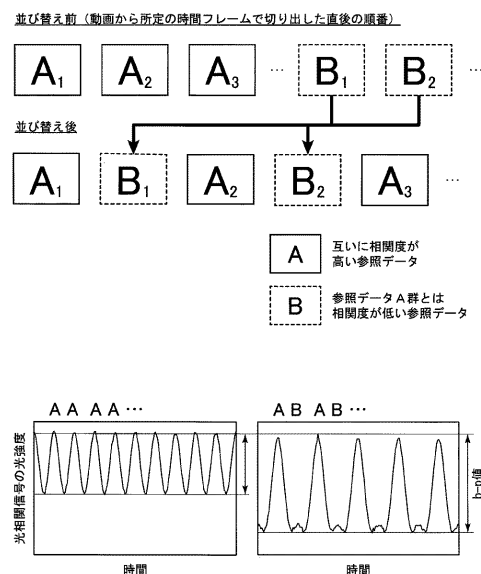 並び替え前（動画から所定の時間フレームで切り出した直後の順番）
A1 A2 A3 … B1 B2 …
並び替え後
A1 B1 A2 B2 A3 …
A 互いに相関度が
高い参照データ
B 参照データA群とは
相関度が低い参照データ
A A A A …
A B A B …
光相関信号の光強度
p-p値
時間
時間